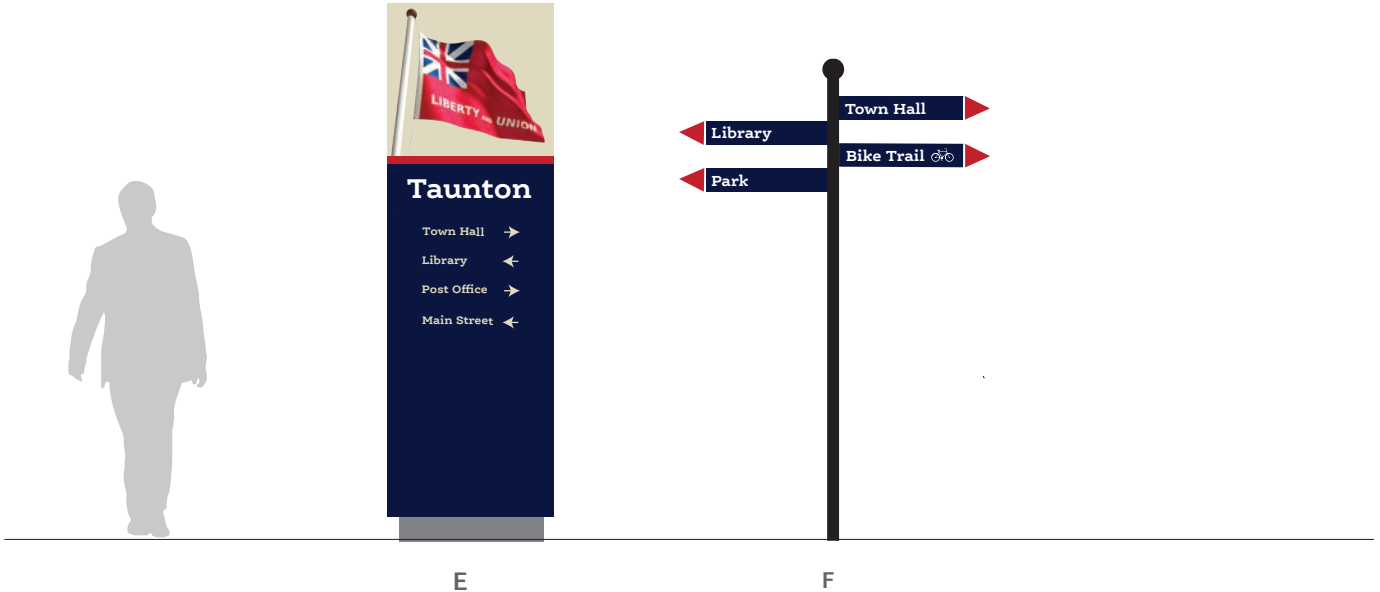 LIBERTY AND UNION
Taunton
Town Hall
Library
Post Office
Main Street
Town Hall
Library
Bike Trail
Park
E
F